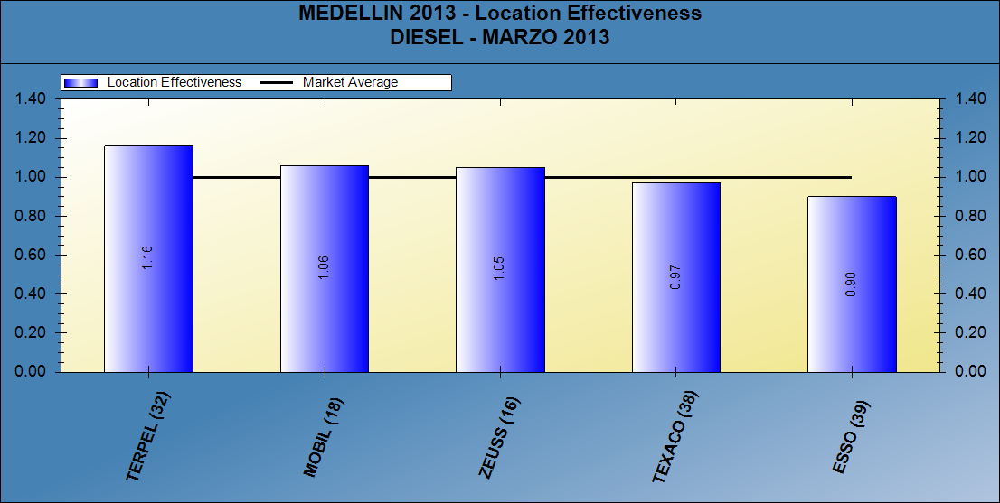 MEDELLIN 2013 - Location Effectiveness
DIESEL - MARZO 2013
Location Effectiveness Market Average
1.40 1.40
1.20 1.20
1.00 1.00
0.80 0.80
0.60 0.60
0.40 0.40
0.20 0.20
0.00 0.00
1.16 1.06 1.05 0.97 0.90
TERPEL (32) MOBIL (18) ZEUSS (16) TEXACO (38) ESSO (39)